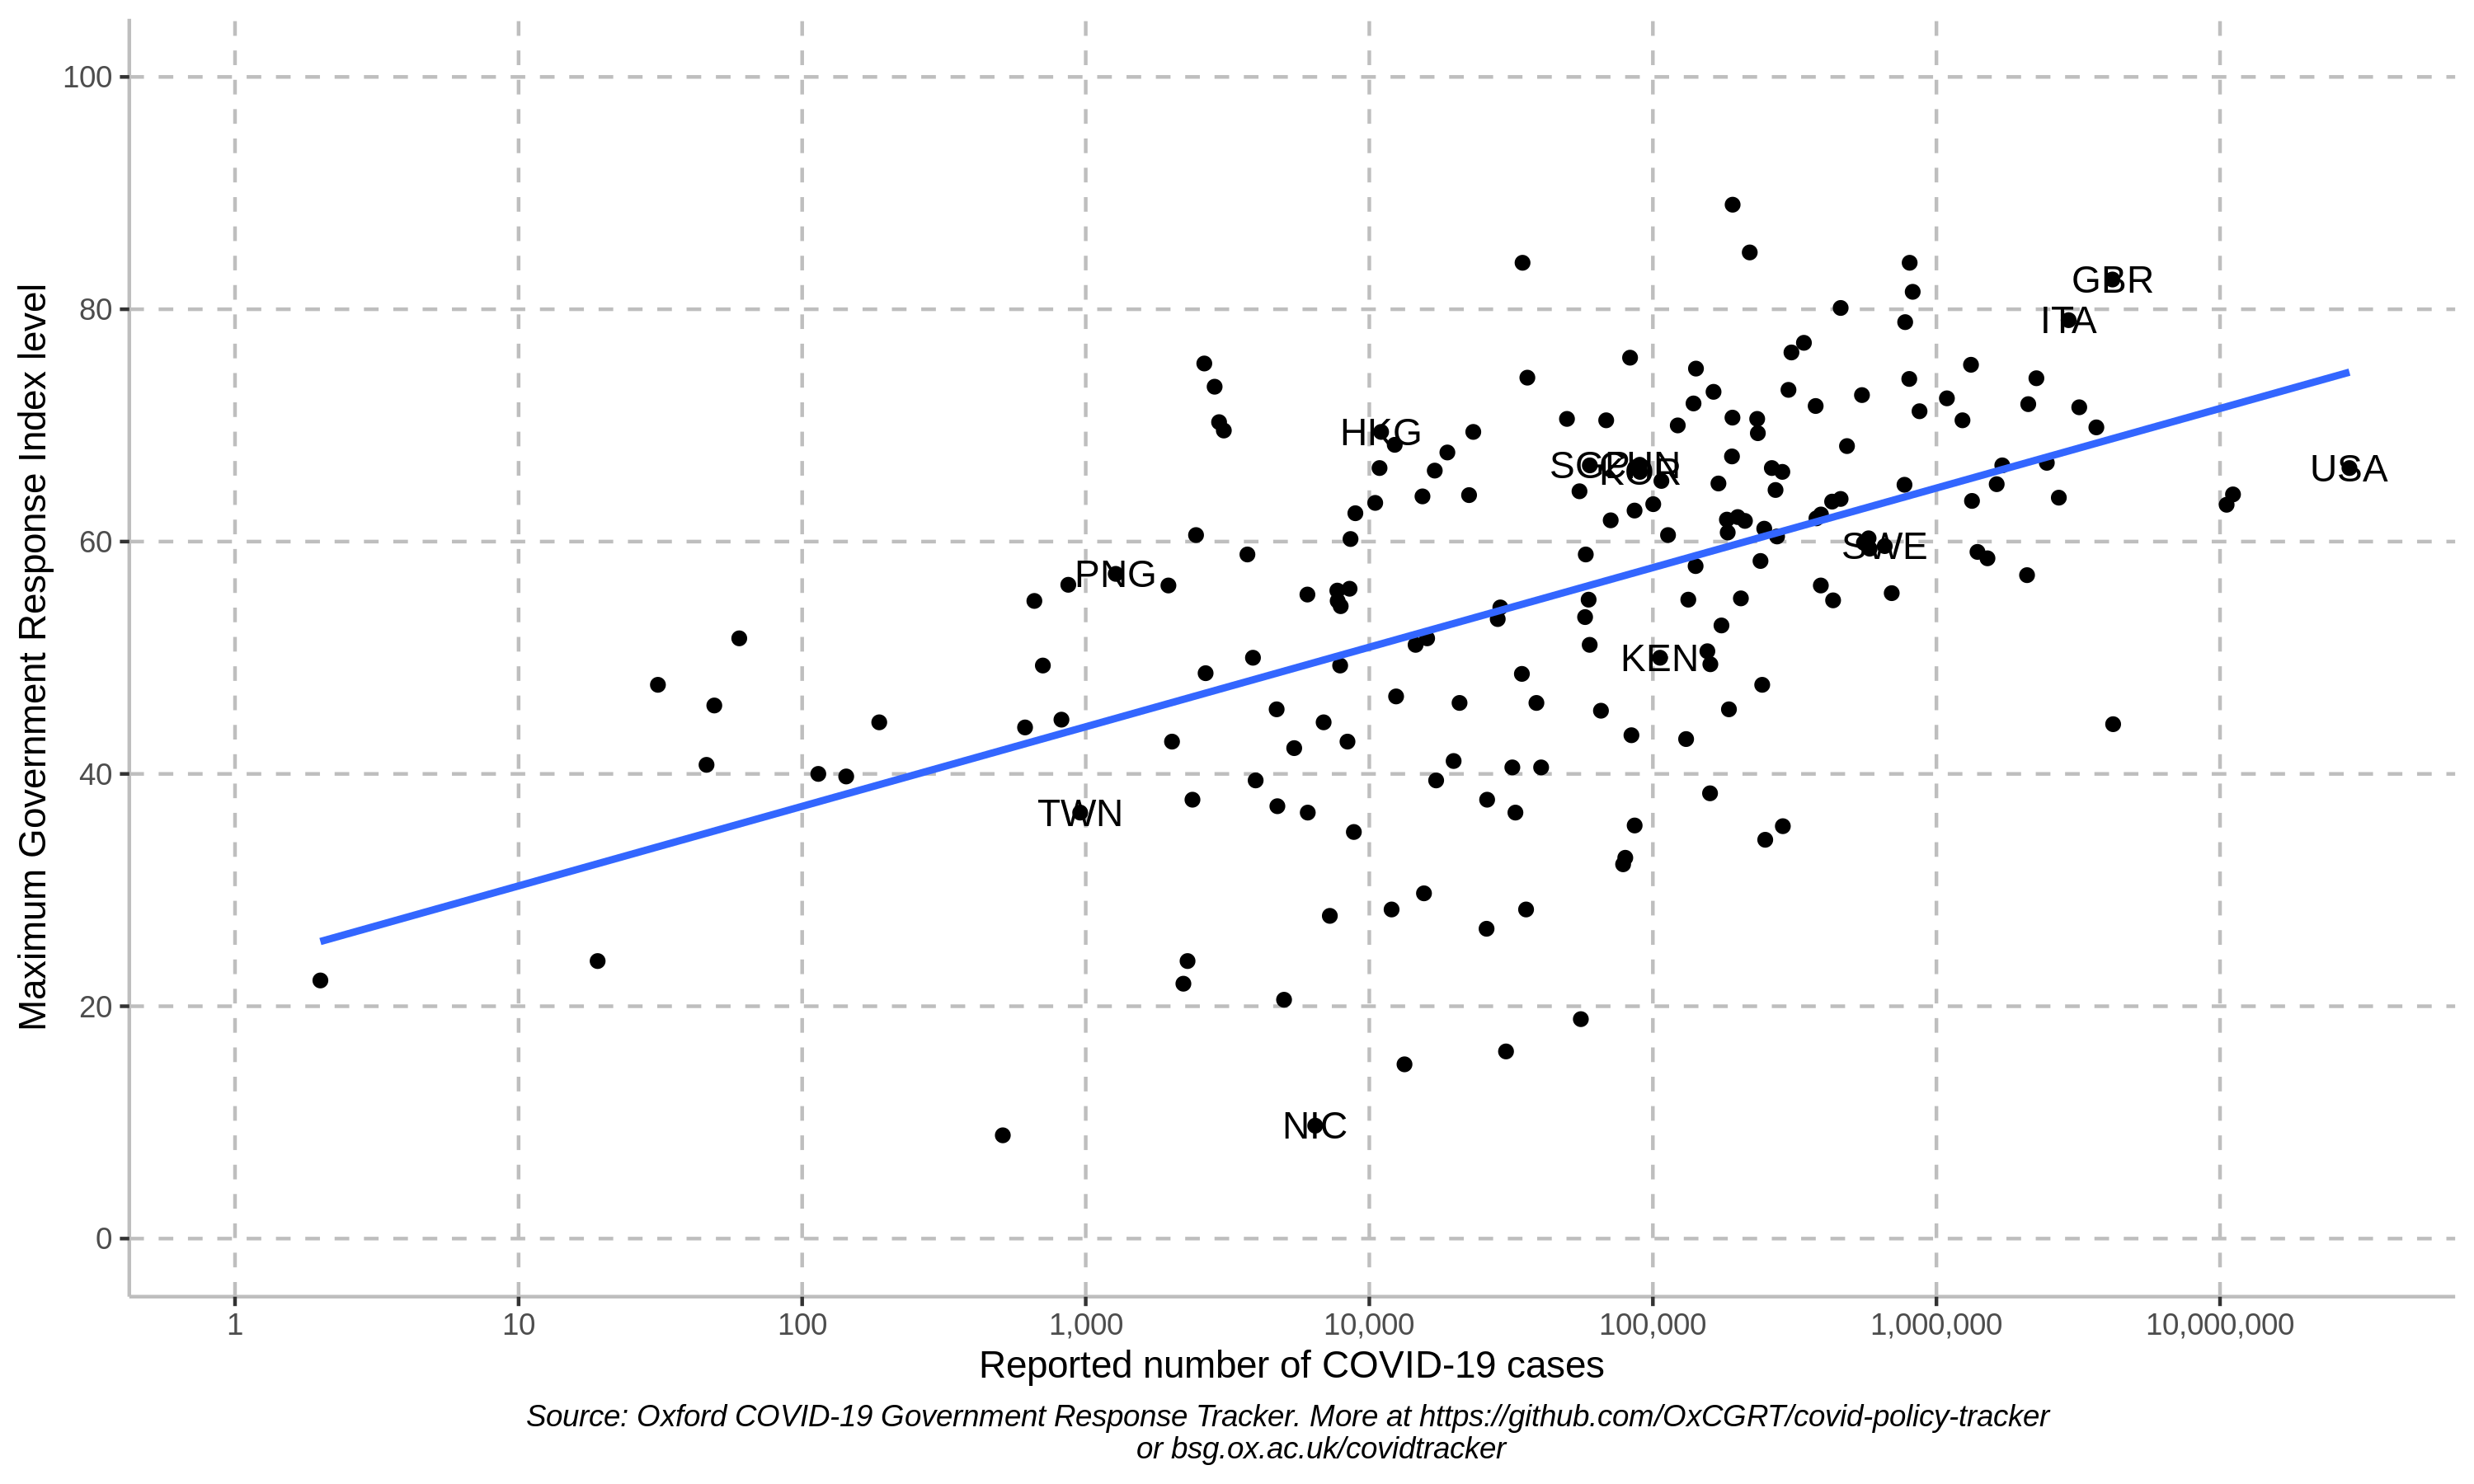 Maximum Government Response Index level
100
80
60
40
20
0
GBR
ITA
HKG
USA
SGP
KOR
SWE
PNG
KEN
TWN
NIC
1
10
100
1,000
10,000
100,000
1,000,000
10,000,000
Reported number of COVID-19 cases
Source: Oxford COVID-19 Government Response Tracker. More at https://github.com/OxCGRT/covid-policy-tracker
or bsg.ox.ac.uk/covidtracker